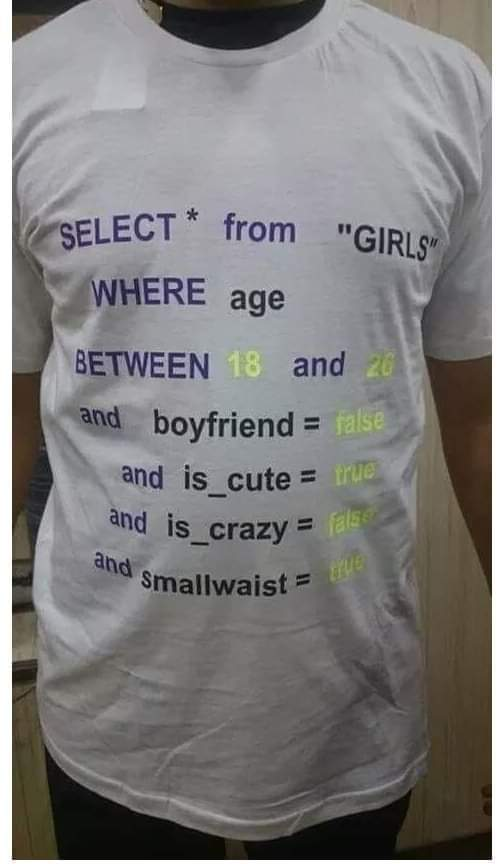 SELECT * from "GIRLS"
WHERE age
BETWEEN 18 and 26
and boyfriend = false
and is_cute = true
and is_crazy = false
and smallwaist = true